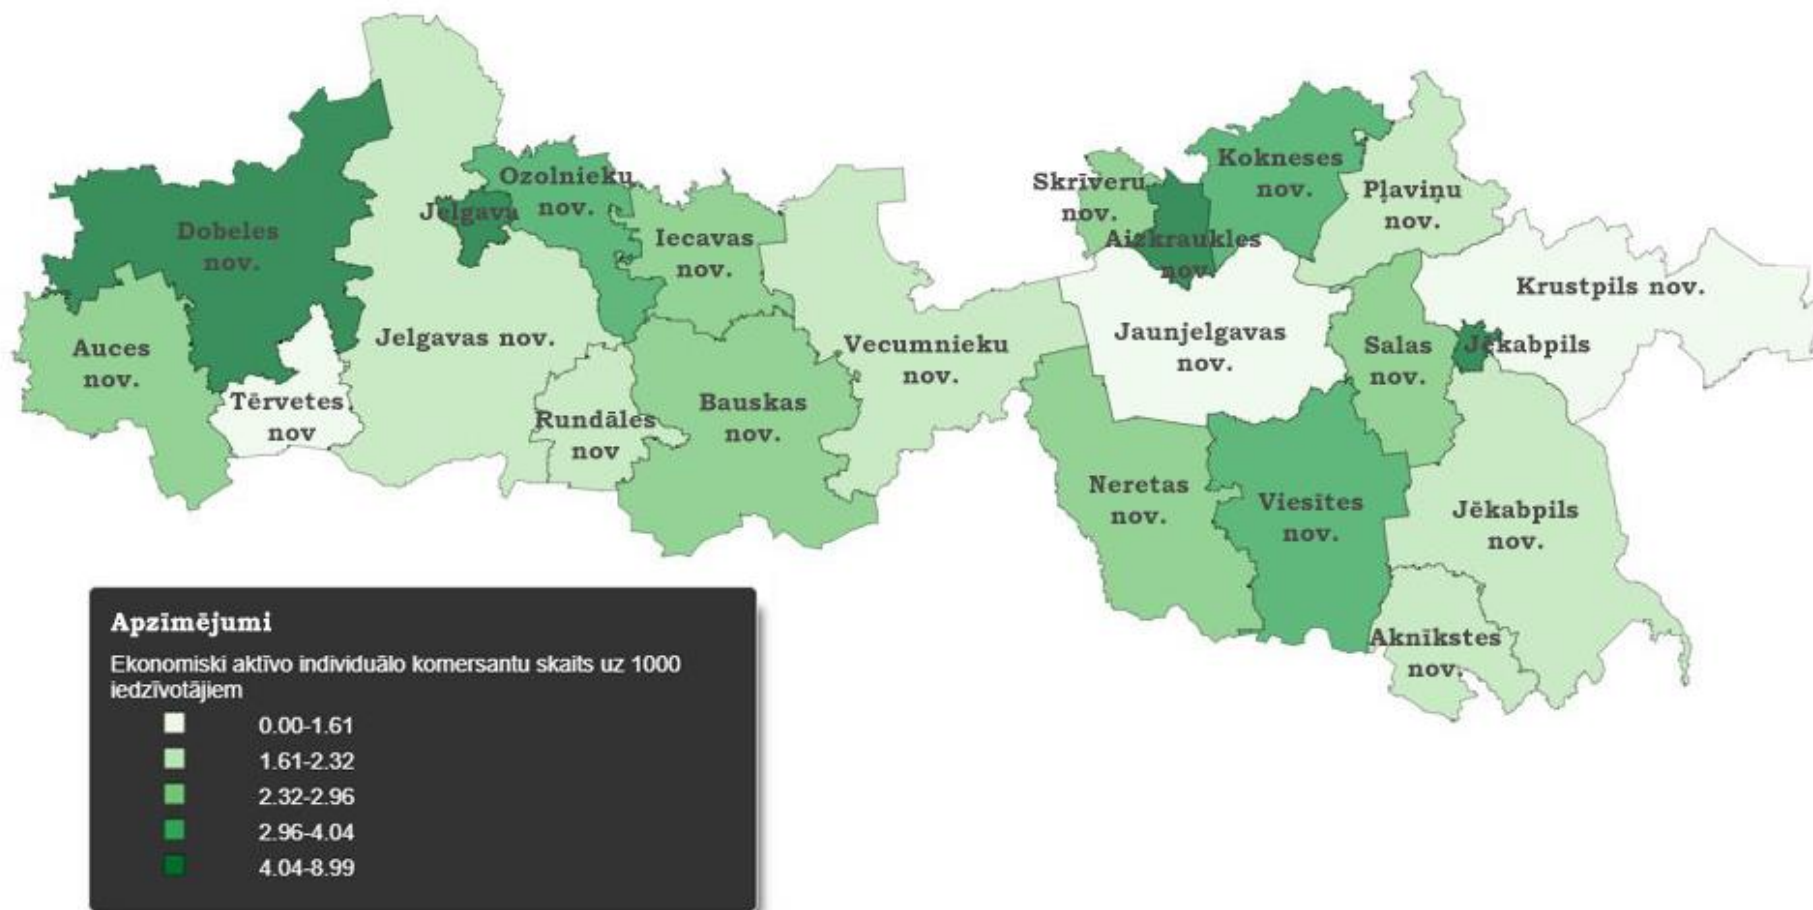 Kokneses
nov.
Ozolnieku
nov.
Skrīveru
nov.
Pļaviņu
nov.
Jelgava
Dobeles
nov.
Iecavas
nov.
Aizkraukles
nov.
Krustpils nov.
Jelgavas nov.
Auces
nov.
Vecumnieku
nov.
Jaunjelgavas
nov.
Salas
nov.
Jēkabpils
Tērvetes
nov
Rundāles
nov
Bauskas
nov.
Neretas
nov.
Viesītes
nov.
Jēkabpils
nov.
Aknīkstes
nov.
Apzīmējumi
Ekonomiski aktīvo individuālo komersantu skaits uz 1000
iedzīvotājiem
0.00-1.61
1.61-2.32
2.32-2.96
2.96-4.04
4.04-8.99